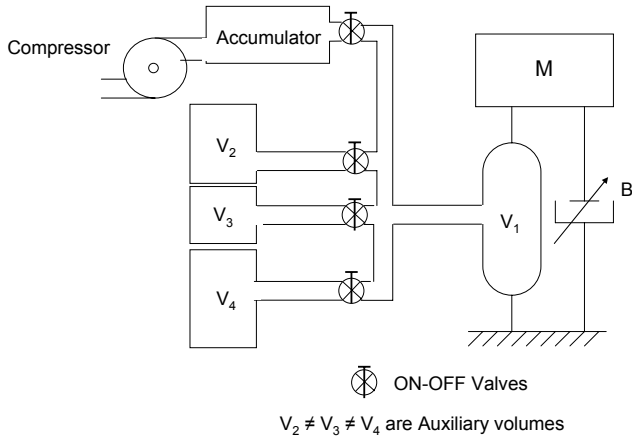 Compressor
Accumulator
M
V₂
V₃
V₄
V₁
B
ON-OFF Valves
V₂ ≠ V₃ ≠ V₄ are Auxiliary volumes